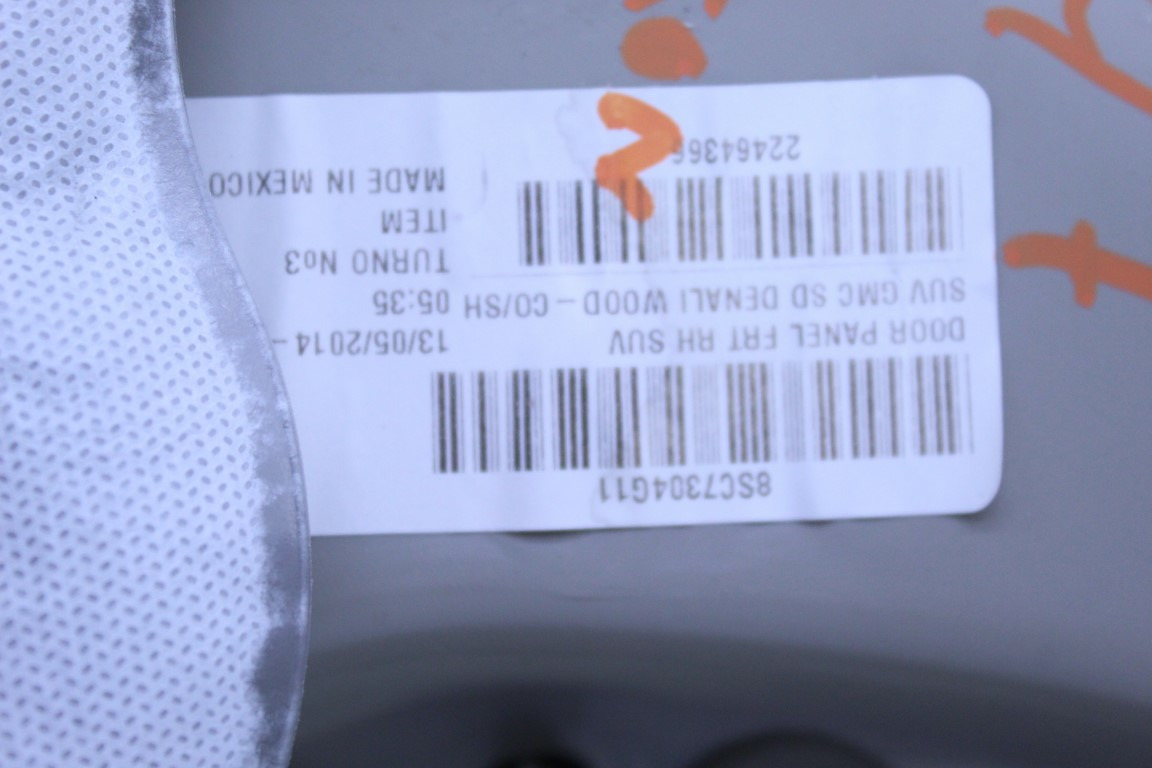 8SC7304G11
DOOR PANEL FRT RH SUV
SUV GMC SD DENALI WOOD - CO/SH
22464366
13/05/2014 -
05:35
TURNO No3
ITEM
MADE IN MEXICO